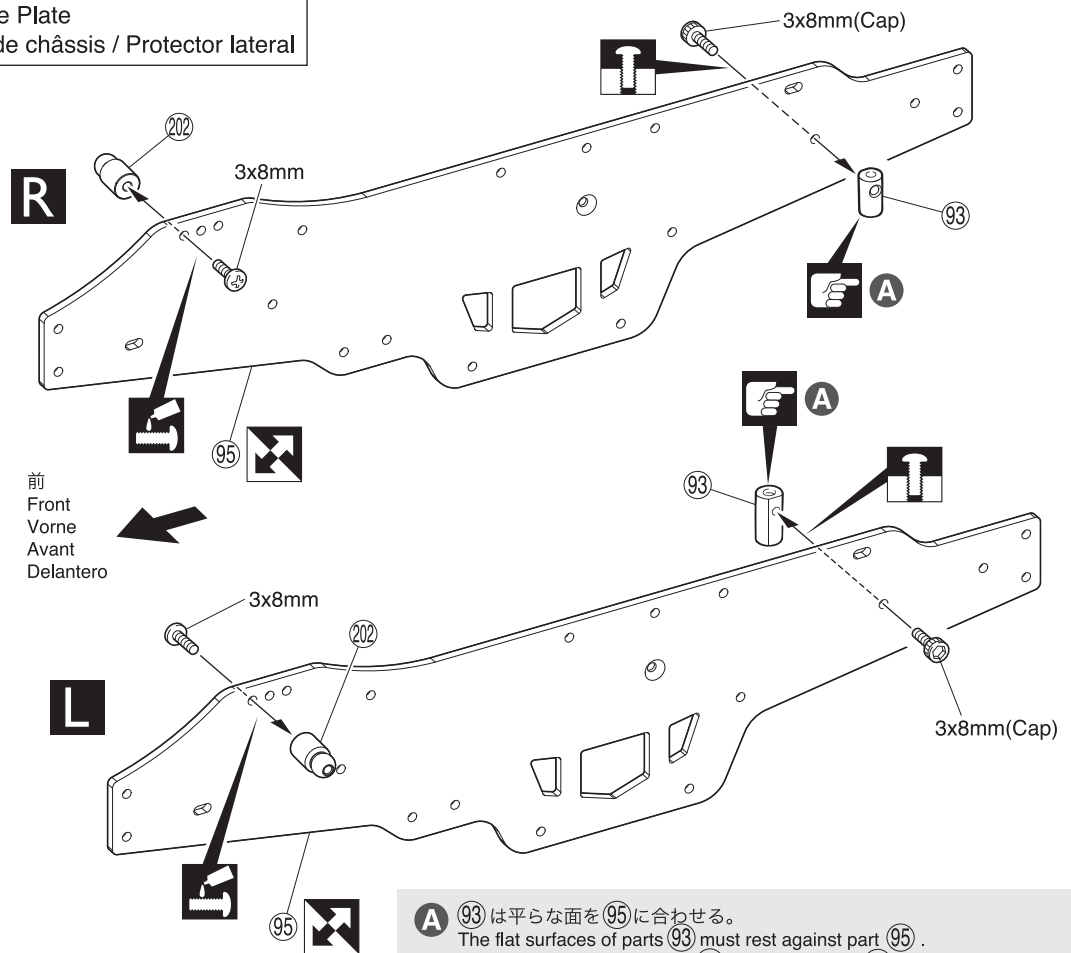 e Plate
de châssis / Protector lateral
3x8mm(Cap)
202
3x8mm
R
93
A
95
A
93
前
Front
Vorne
Avant
Delantero
3x8mm
202
L
3x8mm(Cap)
95
A 93は平らな面を95に合わせる。
The flat surfaces of parts 93 must rest against part 95 .